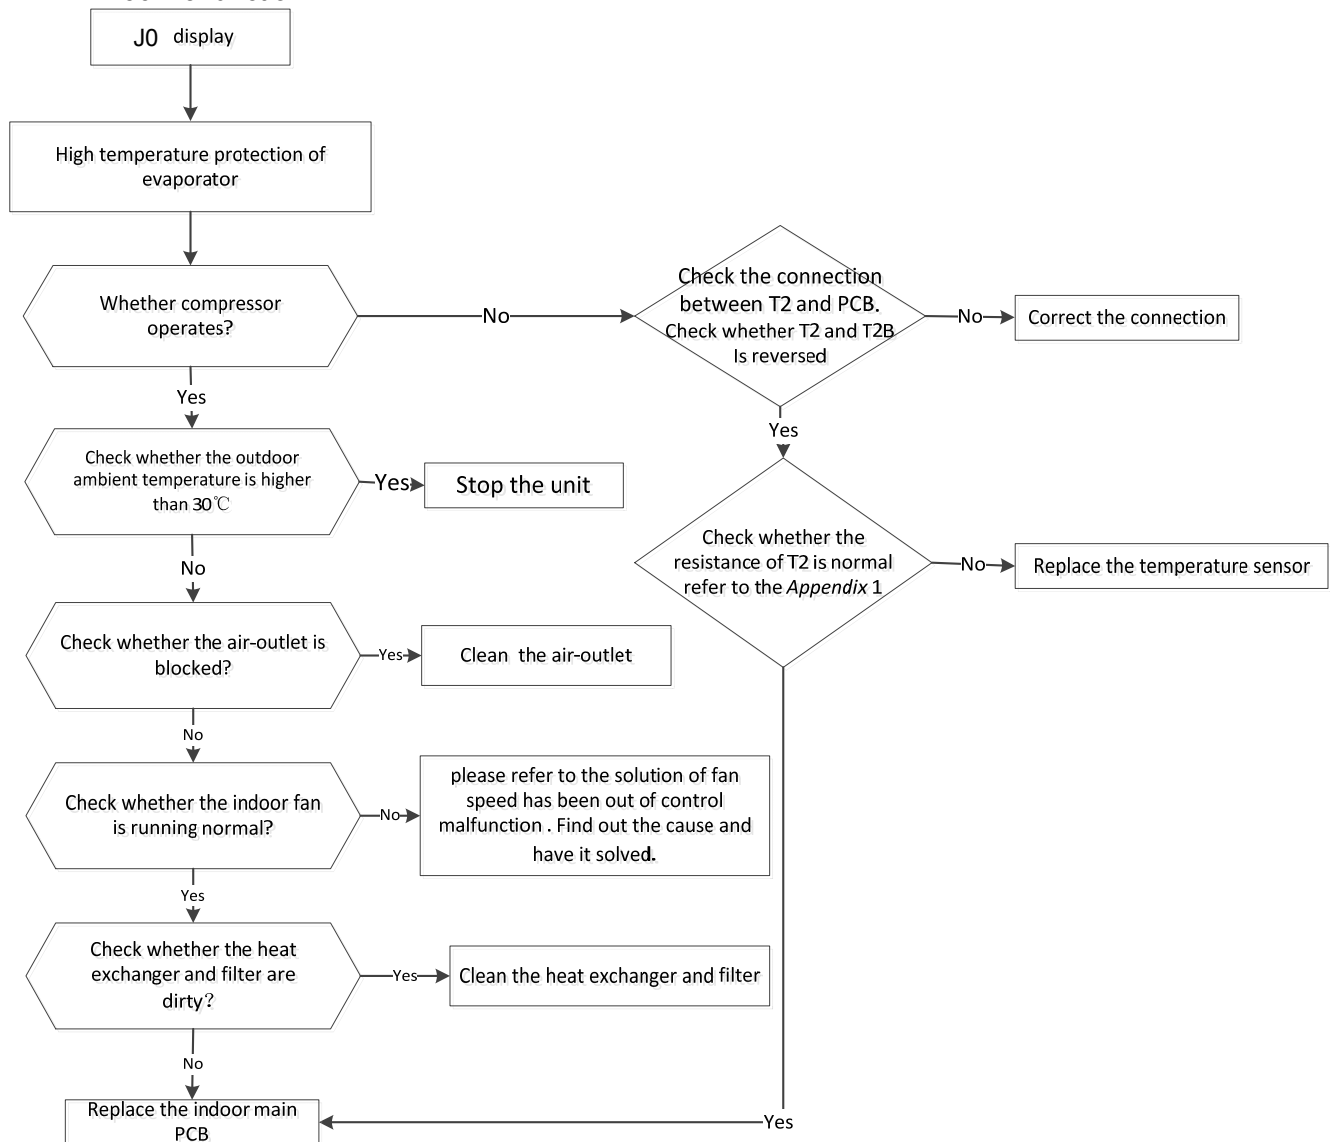 J0 display
High temperature protection of
evaporator
Whether compressor
operates?
No
Check the connection
between T2 and PCB.
Check whether T2 and T2B
Is reversed
No
Correct the connection
Yes
Yes
Check whether the outdoor
ambient temperature is higher
than 30℃
Yes
Stop the unit
Check whether the
resistance of T2 is normal
refer to the Appendix 1
No
Replace the temperature sensor
No
Check whether the air-outlet is
blocked?
Yes
Clean the air-outlet
No
Check whether the indoor fan
is running normal?
No
please refer to the solution of fan
speed has been out of control
malfunction . Find out the cause and
have it solved.
Yes
Check whether the heat
exchanger and filter are
dirty?
Yes
Clean the heat exchanger and filter
No
Replace the indoor main
PCB
Yes